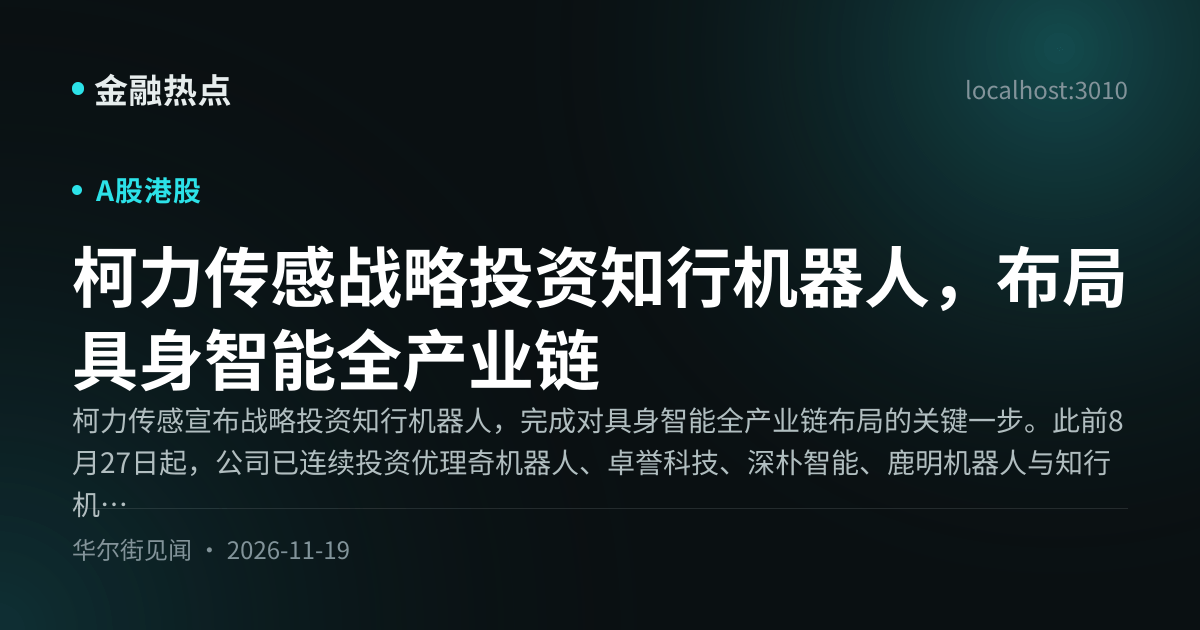 金融热点
localhost:3010
A股港股
柯力传感战略投资知行机器人，布局
具身智能全产业链
柯力传感宣布战略投资知行机器人，完成对具身智能全产业链布局的关键一步。此前8
月27日起，公司已连续投资优理奇机器人、卓誉科技、深朴智能、鹿明机器人与知行
机…
华尔街见闻 · 2026-11-19